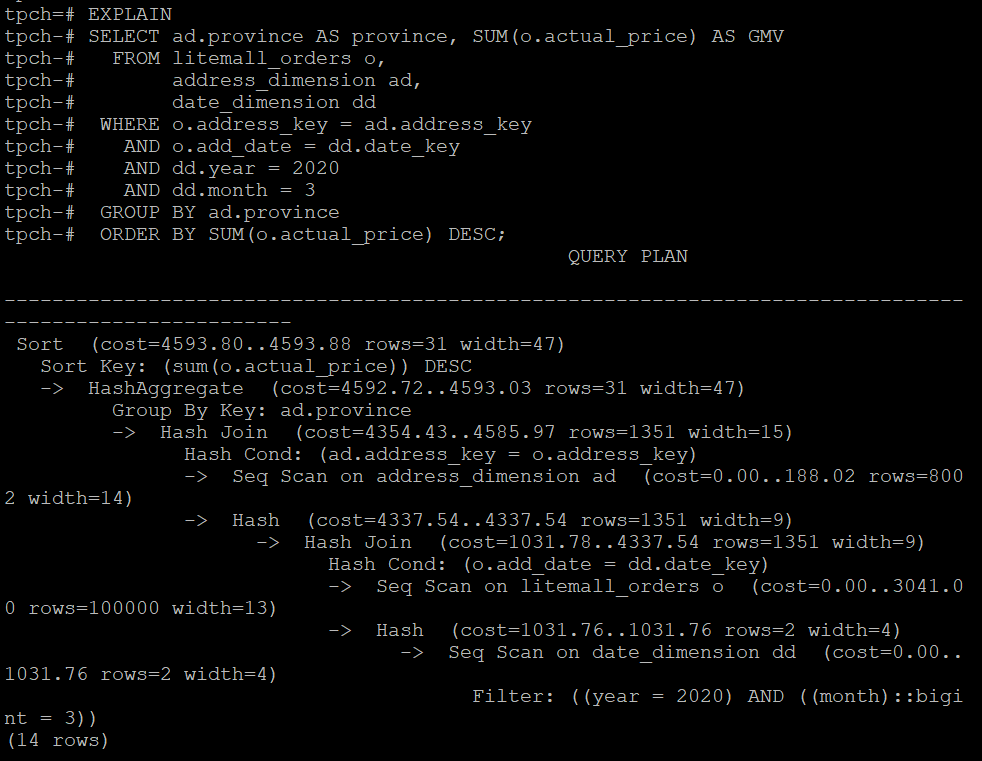 tpch=# EXPLAIN
tpch-# SELECT ad.province AS province, SUM(o.actual_price) AS GMV
tpch-#   FROM litemall_orders o,
tpch-#        address_dimension ad,
tpch-#        date_dimension dd
tpch-#  WHERE o.address_key = ad.address_key
tpch-#    AND o.add_date = dd.date_key
tpch-#    AND dd.year = 2020
tpch-#    AND dd.month = 3
tpch-#  GROUP BY ad.province
tpch-#  ORDER BY SUM(o.actual_price) DESC;
                                               QUERY PLAN
--------------------------------------------------------------------------------
------------------------
 Sort  (cost=4593.80..4593.88 rows=31 width=47)
   Sort Key: (sum(o.actual_price)) DESC
   ->  HashAggregate  (cost=4592.72..4593.03 rows=31 width=47)
         Group By Key: ad.province
         ->  Hash Join  (cost=4354.43..4585.97 rows=1351 width=15)
               Hash Cond: (ad.address_key = o.address_key)
               ->  Seq Scan on address_dimension ad  (cost=0.00..188.02 rows=800
2 width=14)
               ->  Hash  (cost=4337.54..4337.54 rows=1351 width=9)
                     ->  Hash Join  (cost=1031.78..4337.54 rows=1351 width=9)
                           Hash Cond: (o.add_date = dd.date_key)
                           ->  Seq Scan on litemall_orders o  (cost=0.00..3041.0
0 rows=100000 width=13)
                           ->  Hash  (cost=1031.76..1031.76 rows=2 width=4)
                                 ->  Seq Scan on date_dimension dd  (cost=0.00..
1031.76 rows=2 width=4)
                                       Filter: ((year = 2020) AND ((month)::bigi
nt = 3))
(14 rows)